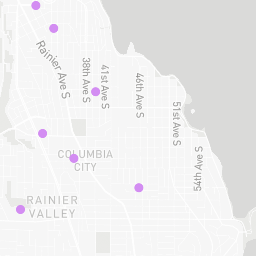 Rainier Ave S
38th Ave S
41st Ave S
46th Ave S
51st Ave S
54th Ave S
COLUMBIA
CITY
RAINIER
VALLEY